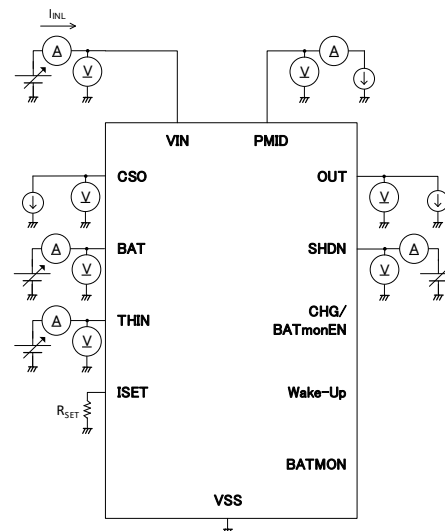 I_INL
A
V
V
A
VIN
PMID
CSO
OUT
V
V
BAT
SHDN
A
V
V
A
THIN
CHG/
BATmonEN
A
V
ISET
Wake-Up
R_SET
BATMON
VSS